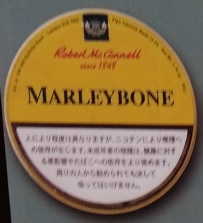 Robert McConnell
since 1848
MARLEYBONE
人により程度は異なりますが、ニコチンにより喫煙へ
の依存が生じます。未成年者の喫煙は、健康に対す
る悪影響やたばこへの依存をより強めます。
周りの人から勧められても決して
吸ってはいけません。